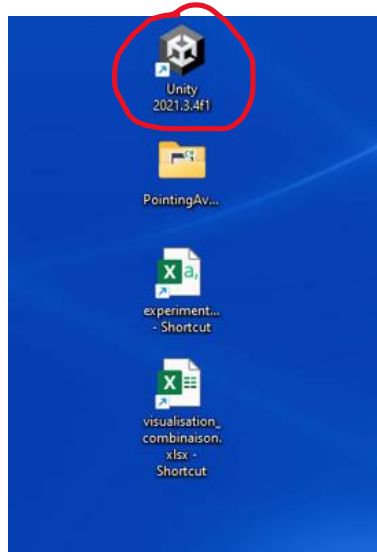 Unity
2021.3.4f1
PointingAv...
X a,
experiment...
- Shortcut
X
visualisation_
combinaison.
xlsx -
Shortcut